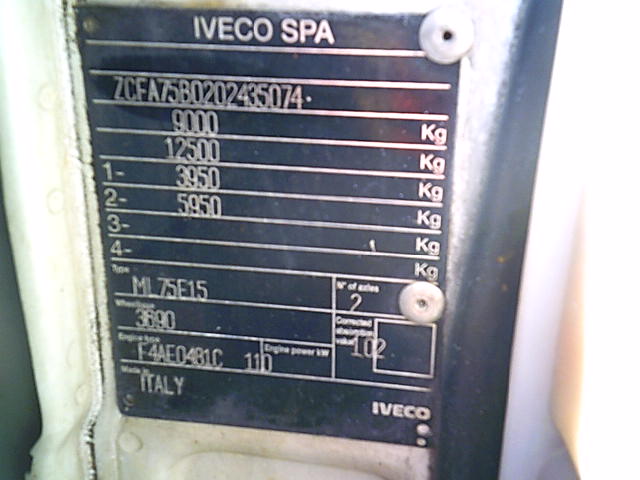 IVECO SPA
ZCFA75B0202435074
9000 Kg
12500 Kg
1- 3950 Kg
2- 5950 Kg
3- Kg
4- Kg
Type ML75E15 N° of axles 2
Wheelbase 3690 Corrected absorption value 1.02
Engine type F4AE0481C Engine power kW 110
Made in ITALY
IVECO